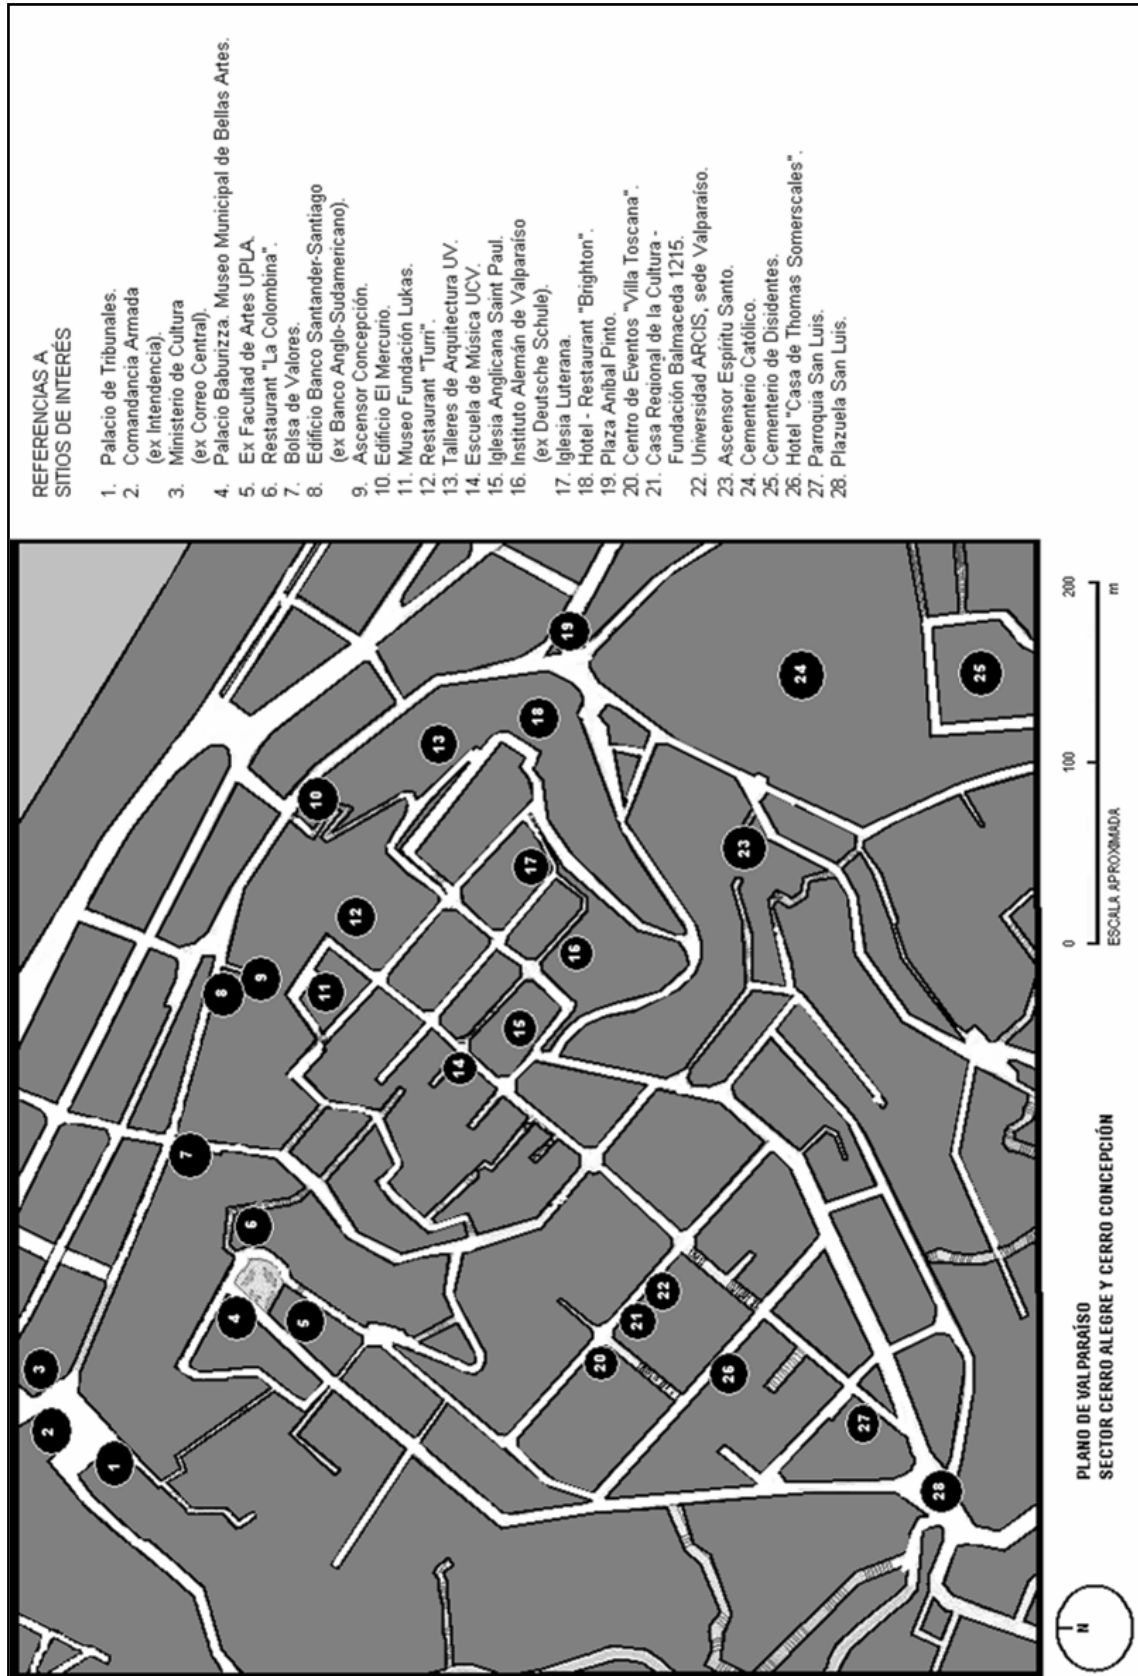 REFERENCIAS A
SITIOS DE INTERÉS
1. Palacio de Tribunales.
2. Comandancia Armada
(ex Intendencia).
3. Ministerio de Cultura
(ex Correo Central).
4. Palacio Baburizza. Museo Municipal de Bellas Artes.
5. Ex Facultad de Artes UPLA.
6. Restaurant "La Colombina".
7. Bolsa de Valores.
8. Edificio Banco Santander-Santiago
(ex Banco Anglo-Sudamericano).
9. Ascensor Concepción.
10. Edificio El Mercurio.
11. Museo Fundación Lukas.
12. Restaurant "Turri".
13. Talleres de Arquitectura UV.
14. Escuela de Música UCV.
15. Iglesia Anglicana Saint Paul.
16. Instituto Alemán de Valparaíso
(ex Deutsche Schule).
17. Iglesia Luterana.
18. Hotel - Restaurant "Brighton".
19. Plaza Aníbal Pinto.
20. Centro de Eventos "Villa Toscana".
21. Casa Regional de la Cultura -
Fundación Balmaceda 1215.
22. Universidad ARCIS, sede Valparaíso.
23. Ascensor Espíritu Santo.
24. Cementerio Católico.
25. Cementerio de Disidentes.
26. Hotel "Casa de Thomas Somerscales".
27. Parroquia San Luis.
28. Plazuela San Luis.
3
2
1
4
5
6
7
8
9
10
11
12
13
14
15
16
17
18
19
20
21
22
23
24
25
26
27
28
N
PLANO DE VALPARAÍSO
SECTOR CERRO ALEGRE Y CERRO CONCEPCIÓN
0 100 200
ESCALA APROXIMADA m